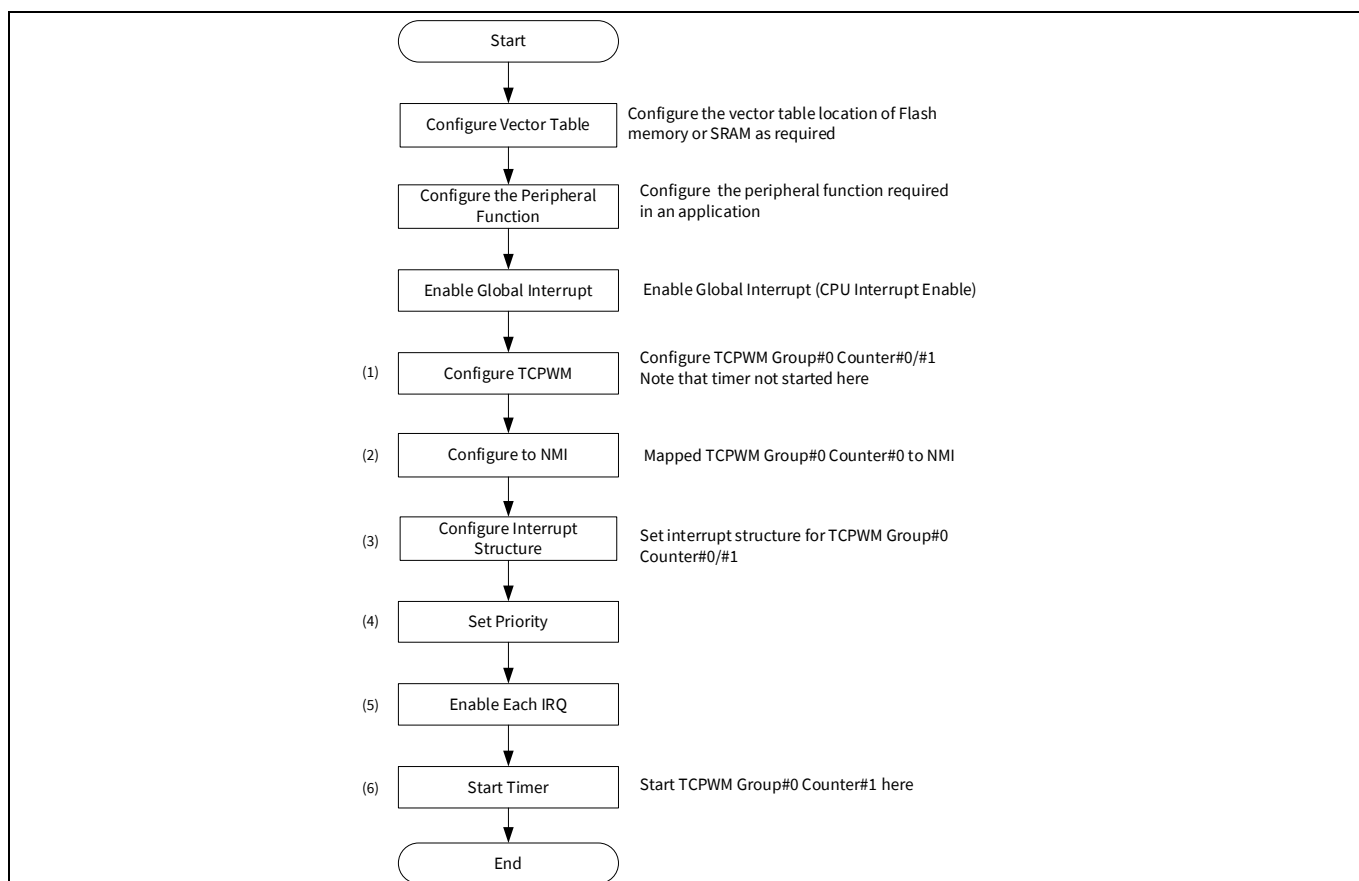 Start
Configure Vector Table
Configure the vector table location of Flash
memory or SRAM as required
Configure the Peripheral
Function
Configure the peripheral function required
in an application
Enable Global Interrupt
Enable Global Interrupt (CPU Interrupt Enable)
(1)
Configure TCPWM
Configure TCPWM Group#0 Counter#0/#1
Note that timer not started here
(2)
Configure to NMI
Mapped TCPWM Group#0 Counter#0 to NMI
(3)
Configure Interrupt
Structure
Set interrupt structure for TCPWM Group#0
Counter#0/#1
(4)
Set Priority
(5)
Enable Each IRQ
(6)
Start Timer
Start TCPWM Group#0 Counter#1 here
End